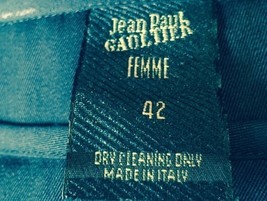 Jean Paul
GAULTIER
FEMME
42
DRY CLEANING ONLY
MADE IN ITALY